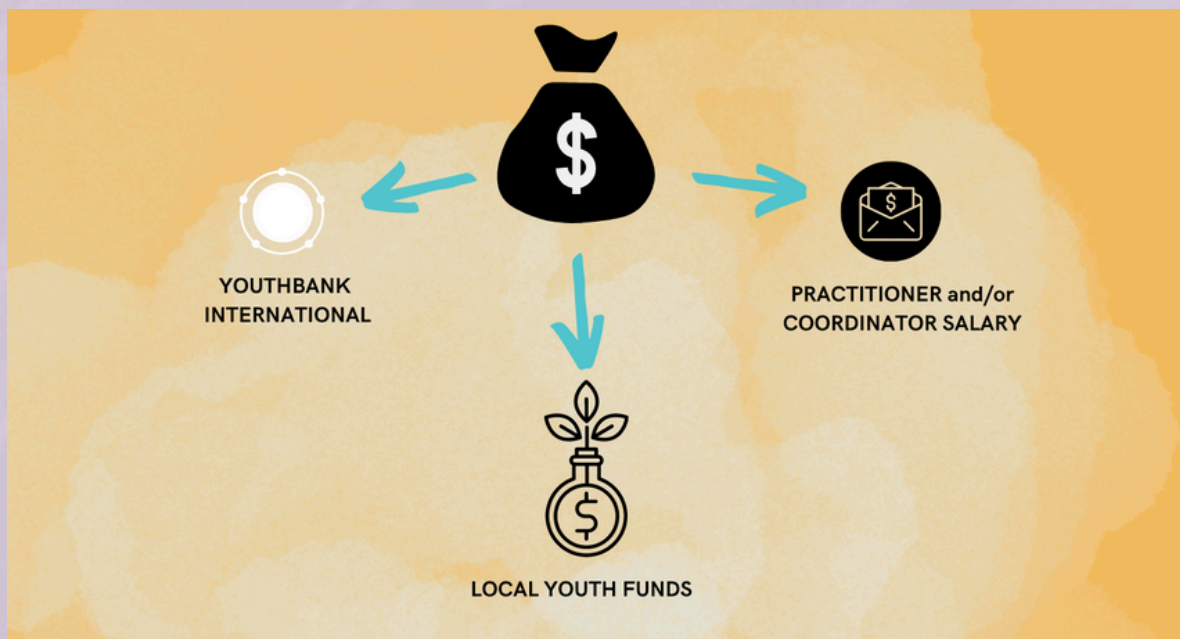 $
YOUTHBANK
INTERNATIONAL
$
PRACTITIONER and/or
COORDINATOR SALARY
$
LOCAL YOUTH FUNDS